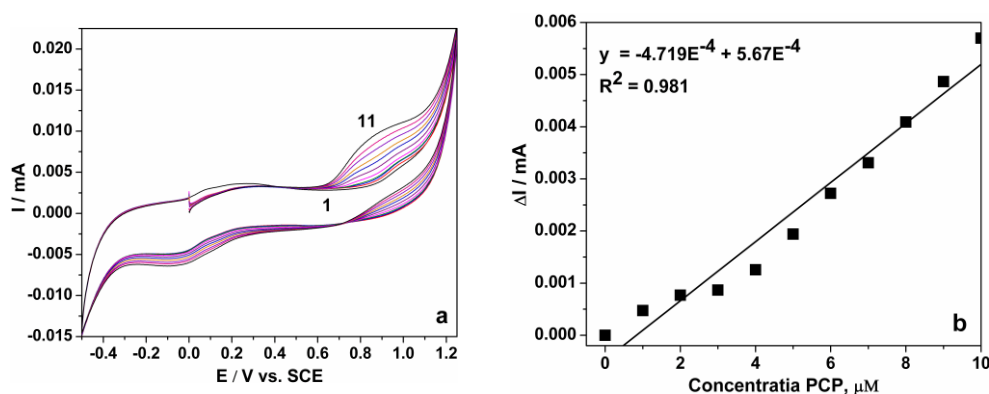 0.020
0.015
0.010
0.005
0.000
-0.005
-0.010
-0.015
I / mA
11
1
a
-0.4 -0.2 0.0 0.2 0.4 0.6 0.8 1.0 1.2
E / V vs. SCE
0.006
0.005
0.004
0.003
0.002
0.001
0.000
ΔI / mA
y = -4.719E-4 + 5.67E-4
R2 = 0.981
b
0 2 4 6 8 10
Concentratia PCP, μM